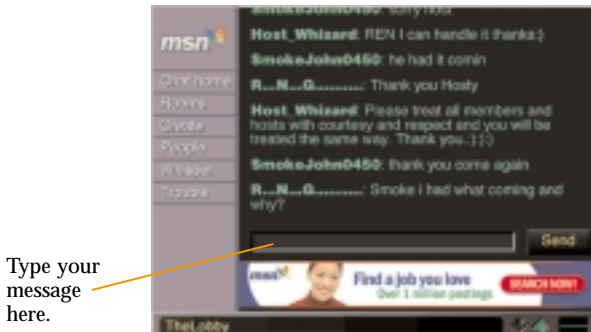 msn
Chat home
Rooms
Create
People
Whisper
Trouble
SmokeJohn0450: sorry host
Host_Whizard: REN I can handle it thanks:)
SmokeJohn0450: he had it comin
R...N...G..........: Thank you Hosty
Host_Whizard: Please treat all members and
hosts with courtesy and respect and you will be
treated the same way. Thank you.:):):)
SmokeJohn0450: thank you come again
R...N...G..........: Smoke i had what coming and
why?
Send
Type your
message
here.
msn
Find a job you love
Over 1 million postings
SEARCH NOW!
TheLobby